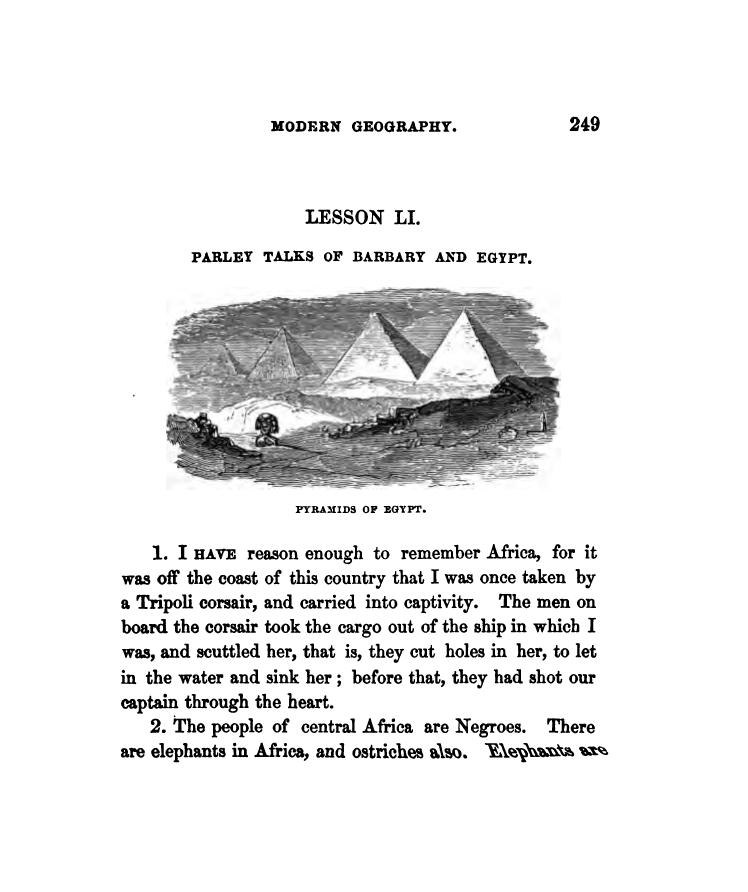 MODERN GEOGRAPHY. 249
LESSON LI.
PARLEY TALKS OF BARBARY AND EGYPT.
PYRAMIDS OF EGYPT.
1. I HAVE reason enough to remember Africa, for it
was off the coast of this country that I was once taken by
a Tripoli corsair, and carried into captivity. The men on
board the corsair took the cargo out of the ship in which I
was, and scuttled her, that is, they cut holes in her, to let
in the water and sink her; before that, they had shot our
captain through the heart.
2. The people of central Africa are Negroes. There
are elephants in Africa, and ostriches also. Elephants are